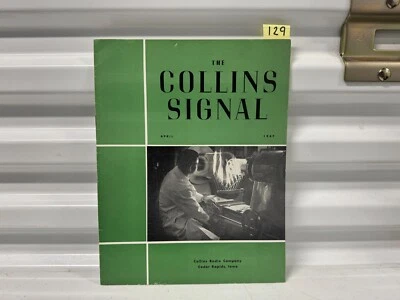 129
THE
COLLINS
SIGNAL
APRIL 1947
Collins Radio Company
Cedar Rapids, Iowa